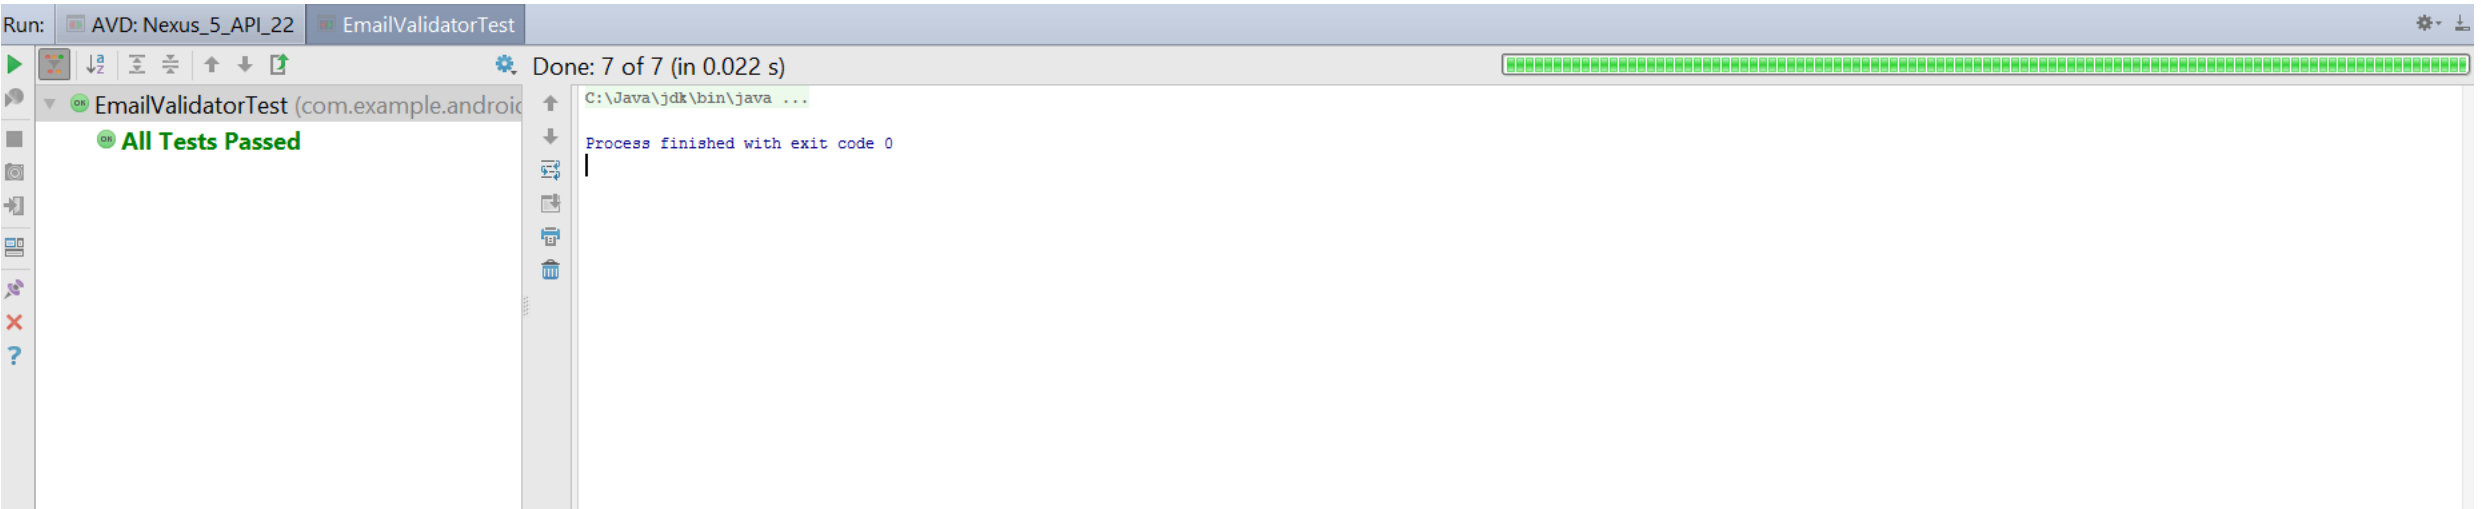 Run: AVD: Nexus_5_API_22 EmailValidatorTest
Done: 7 of 7 (in 0.022 s)
EmailValidatorTest (com.example.android
All Tests Passed
C:\Java\jdk\bin\java ...
Process finished with exit code 0